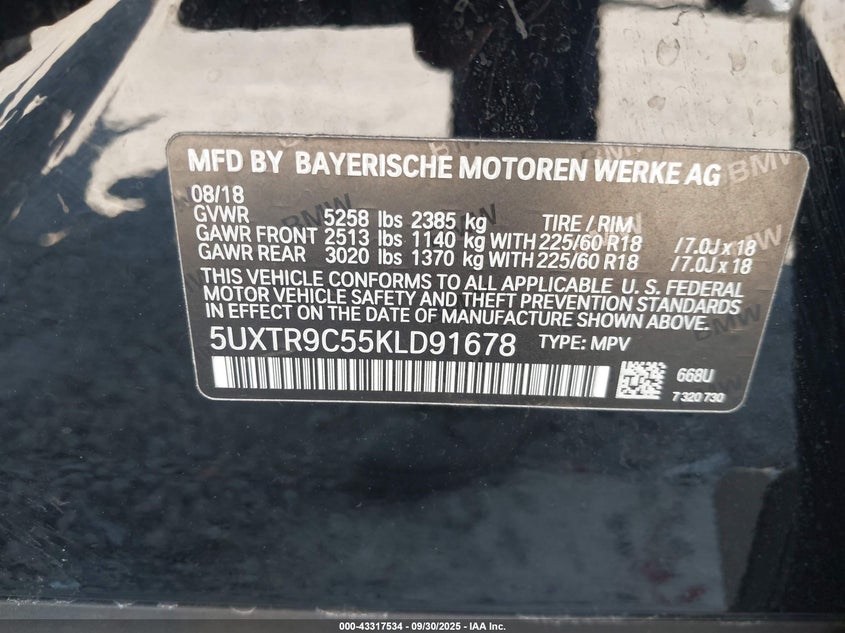 MFD BY BAYERISCHE MOTOREN WERKE AG
08/18
GVWR 5258 lbs 2385 kg TIRE / RIM
GAWR FRONT 2513 lbs 1140 kg WITH 225/60 R18 / 7.0J x 18
GAWR REAR 3020 lbs 1370 kg WITH 225/60 R18 / 7.0J x 18
THIS VEHICLE CONFORMS TO ALL APPLICABLE U. S. FEDERAL
MOTOR VEHICLE SAFETY AND THEFT PREVENTION STANDARDS
IN EFFECT ON THE DATE OF MANUFACTURE SHOWN ABOVE.
5UXTR9C55KLD91678 TYPE: MPV
668U
7 320 730
BMW
BMW
BMW
BMW
000-43317534 - 09/30/2025 - IAA Inc.